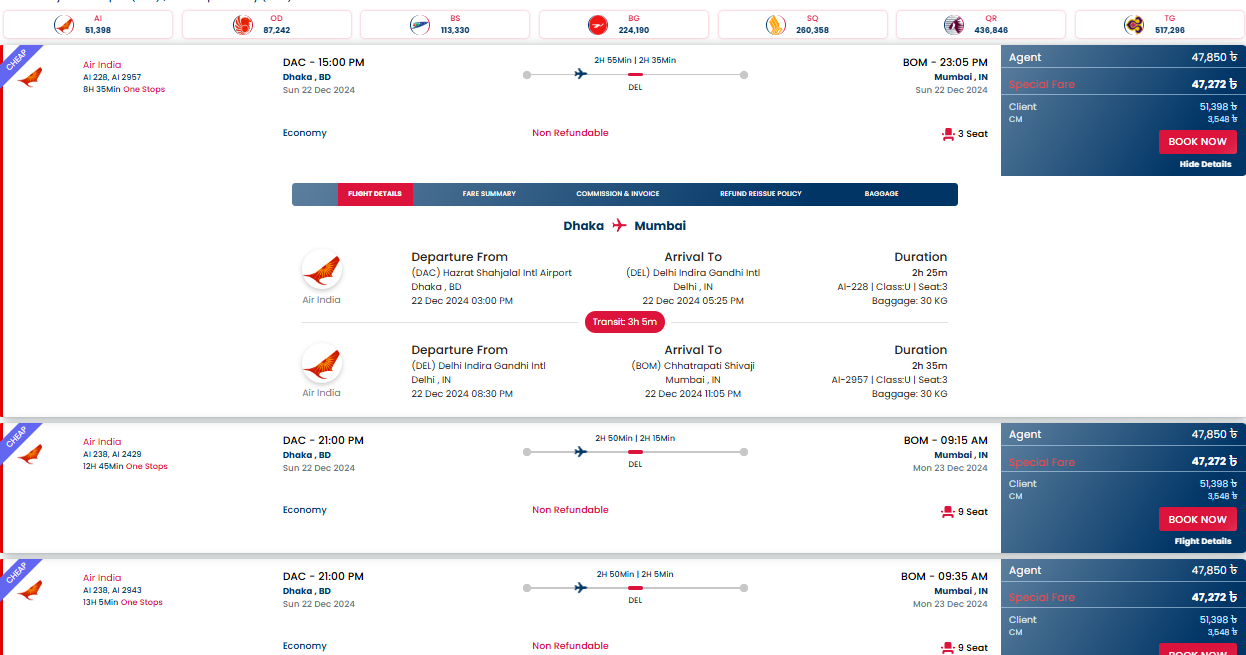 AI
51,398
OD
87,242
BS
113,330
BG
224,190
SQ
260,358
QR
436,846
TG
517,296
CHEAP
Air India
AI 228, AI 2957
8H 35Min One Stops
DAC - 15:00 PM
Dhaka , BD
Sun 22 Dec 2024
2H 55Min | 2H 35Min
DEL
BOM - 23:05 PM
Mumbai , IN
Sun 22 Dec 2024
Economy
Non Refundable
3 Seat
Agent 47,850 ৳
Special Fare 47,272 ৳
Client 51,398 ৳
CM 3,548 ৳
BOOK NOW
Hide Details
FLIGHT DETAILS FARE SUMMARY COMMISSION & INVOICE REFUND REISSUE POLICY BAGGAGE
Dhaka Mumbai
Air India
Departure From
(DAC) Hazrat Shahjalal Intl Airport
Dhaka , BD
22 Dec 2024 03:00 PM
Arrival To
(DEL) Delhi Indira Gandhi Intl
Delhi , IN
22 Dec 2024 05:25 PM
Duration
2h 25m
AI-228 | Class:U | Seat:3
Baggage: 30 KG
Transit: 3h 5m
Air India
Departure From
(DEL) Delhi Indira Gandhi Intl
Delhi , IN
22 Dec 2024 08:30 PM
Arrival To
(BOM) Chhatrapati Shivaji
Mumbai , IN
22 Dec 2024 11:05 PM
Duration
2h 35m
AI-2957 | Class:U | Seat:3
Baggage: 30 KG
CHEAP
Air India
AI 238, AI 2429
12H 45Min One Stops
DAC - 21:00 PM
Dhaka , BD
Sun 22 Dec 2024
2H 50Min | 2H 15Min
DEL
BOM - 09:15 AM
Mumbai , IN
Mon 23 Dec 2024
Economy
Non Refundable
9 Seat
Agent 47,850 ৳
Special Fare 47,272 ৳
Client 51,398 ৳
CM 3,548 ৳
BOOK NOW
Flight Details
CHEAP
Air India
AI 238, AI 2943
13H 5Min One Stops
DAC - 21:00 PM
Dhaka , BD
Sun 22 Dec 2024
2H 50Min | 2H 5Min
DEL
BOM - 09:35 AM
Mumbai , IN
Mon 23 Dec 2024
Economy
Non Refundable
9 Seat
Agent 47,850 ৳
Special Fare 47,272 ৳
Client 51,398 ৳
CM 3,548 ৳
BOOK NOW